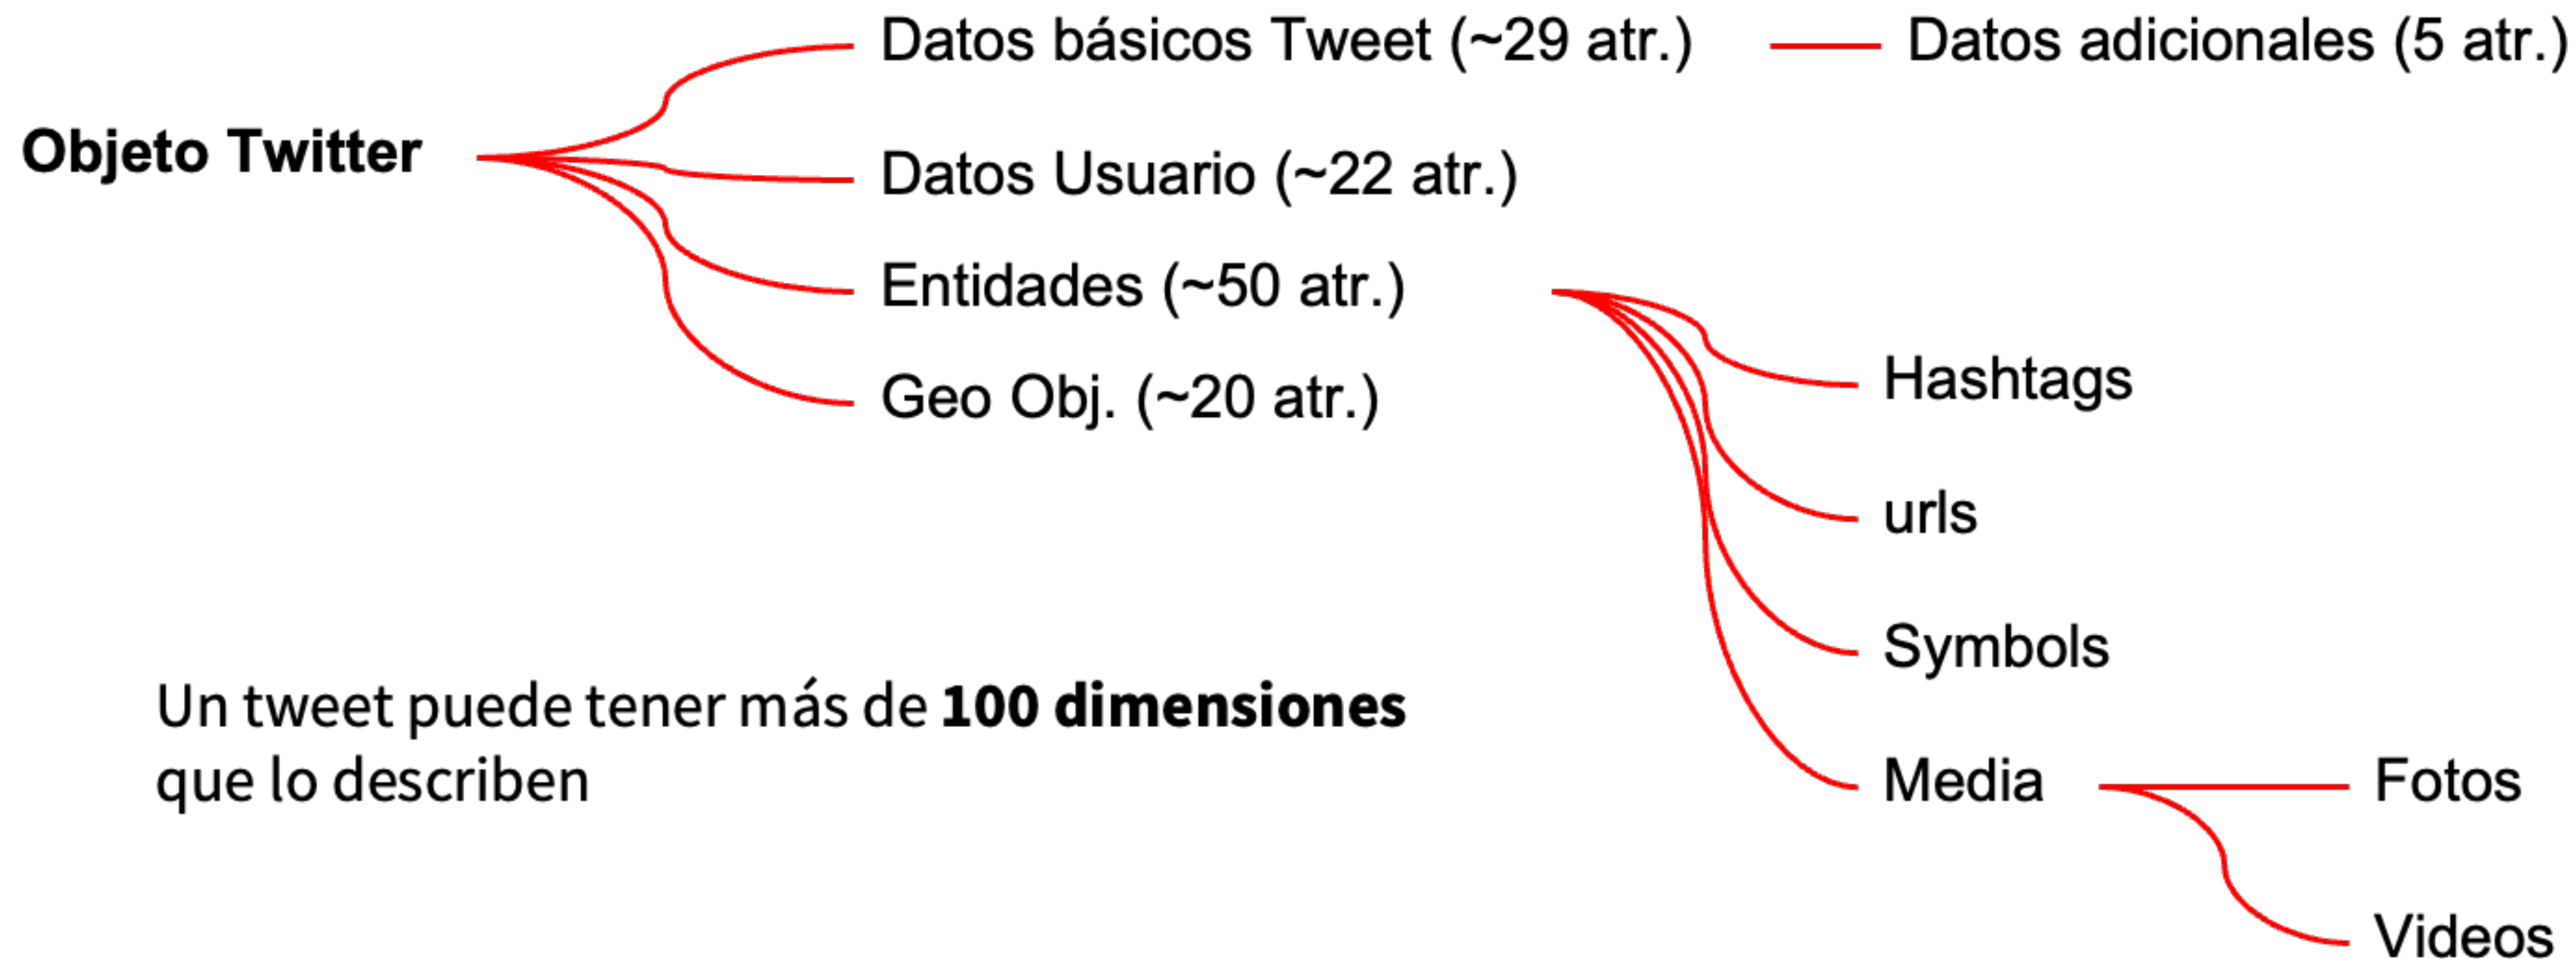 Objeto Twitter
Datos básicos Tweet (~29 atr.)
Datos adicionales (5 atr.)
Datos Usuario (~22 atr.)
Entidades (~50 atr.)
Geo Obj. (~20 atr.)
Hashtags
urls
Symbols
Media
Fotos
Videos
Un tweet puede tener más de 100 dimensiones
que lo describen